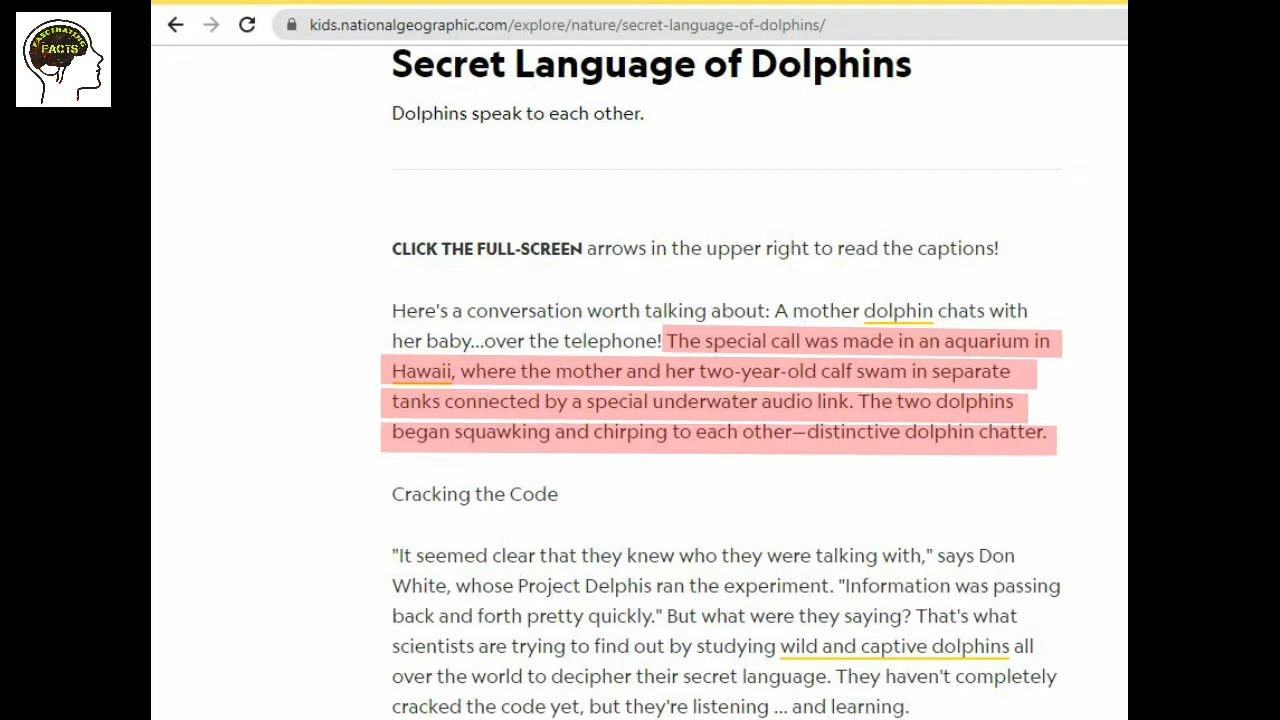 FASCINATING
FACTS
kids.nationalgeographic.com/explore/nature/secret-language-of-dolphins/
Secret Language of Dolphins
Dolphins speak to each other.
CLICK THE FULL-SCREEN arrows in the upper right to read the captions!
Here's a conversation worth talking about: A mother dolphin chats with
her baby...over the telephone! The special call was made in an aquarium in
Hawaii, where the mother and her two-year-old calf swam in separate
tanks connected by a special underwater audio link. The two dolphins
began squawking and chirping to each other—distinctive dolphin chatter.
Cracking the Code
"It seemed clear that they knew who they were talking with," says Don
White, whose Project Delphis ran the experiment. "Information was passing
back and forth pretty quickly." But what were they saying? That's what
scientists are trying to find out by studying wild and captive dolphins all
over the world to decipher their secret language. They haven't completely
cracked the code yet, but they're listening ... and learning.